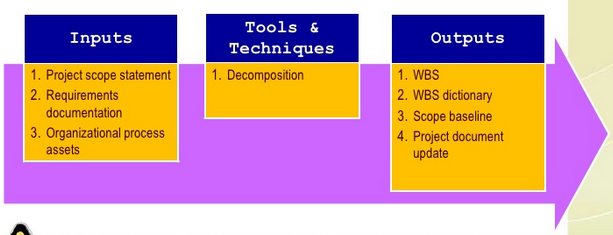 Inputs
1. Project scope statement
2. Requirements
documentation
3. Organizational process
assets
Tools &
Techniques
1. Decomposition
Outputs
1. WBS
2. WBS dictionary
3. Scope baseline
4. Project document
update